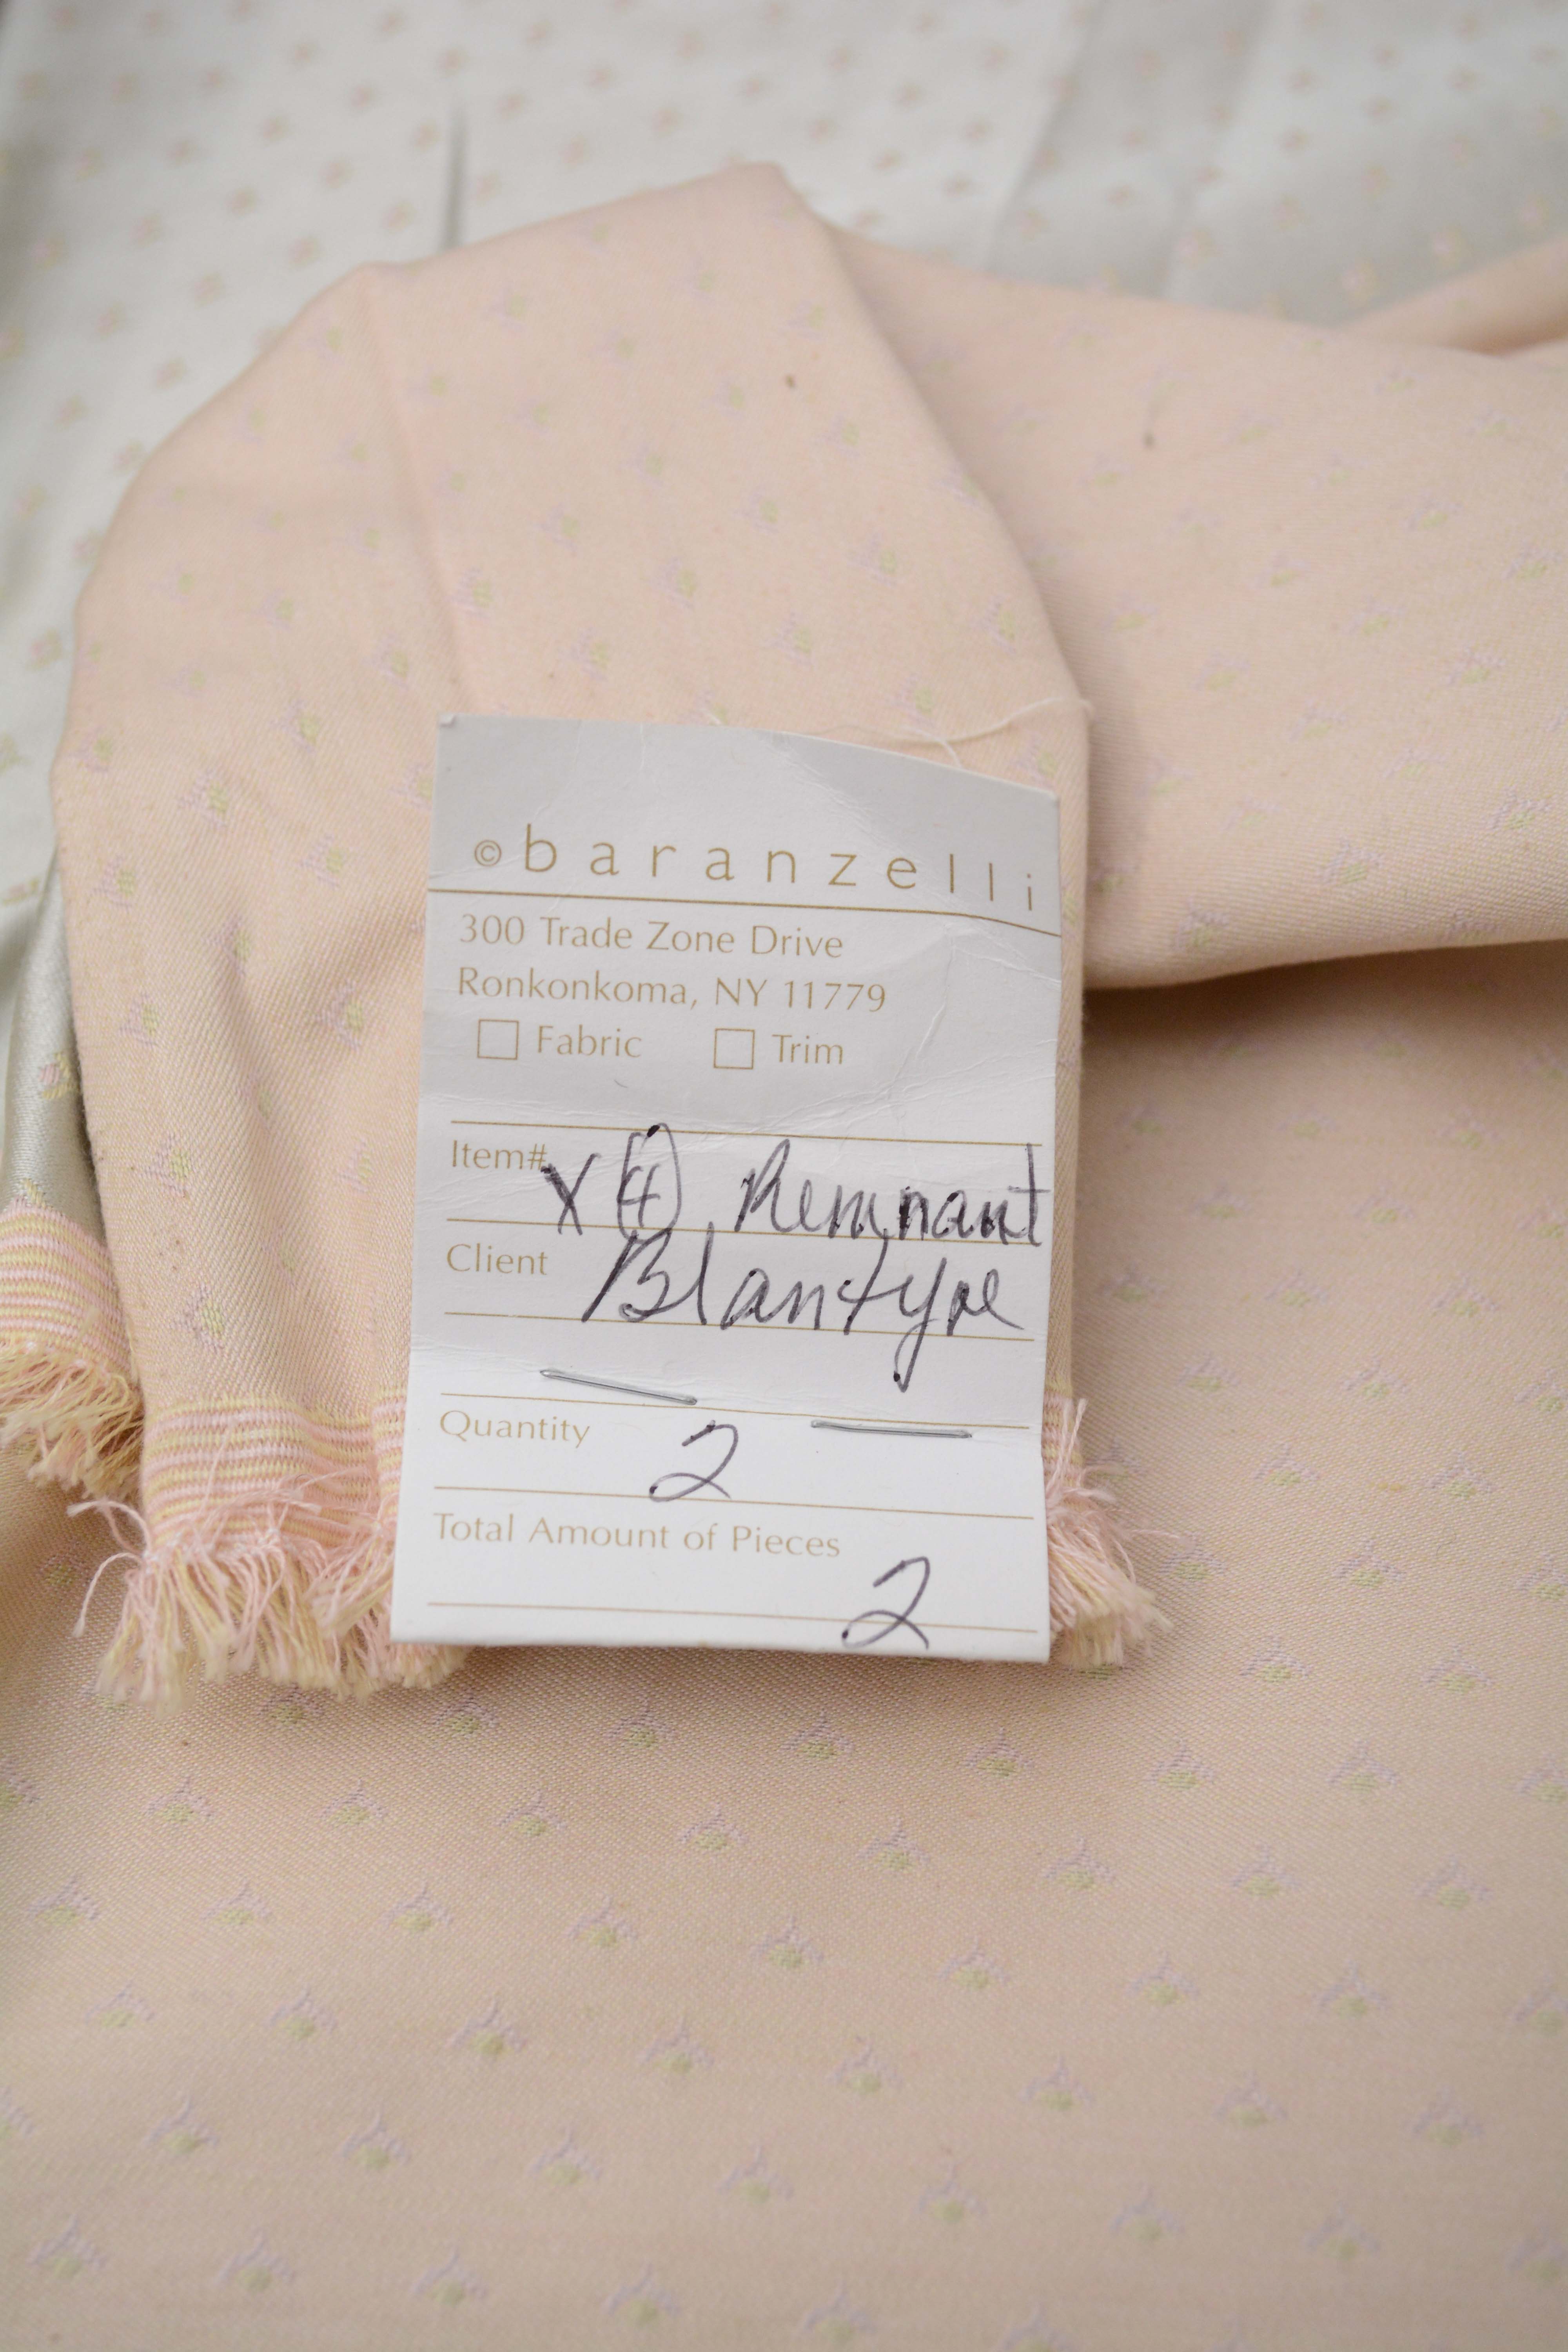 © baranzelli
300 Trade Zone Drive
Ronkonkoma, NY 11779
Fabric Trim
Item# X (4) Remnant
Client Blantyre
Quantity 2
Total Amount of Pieces
2